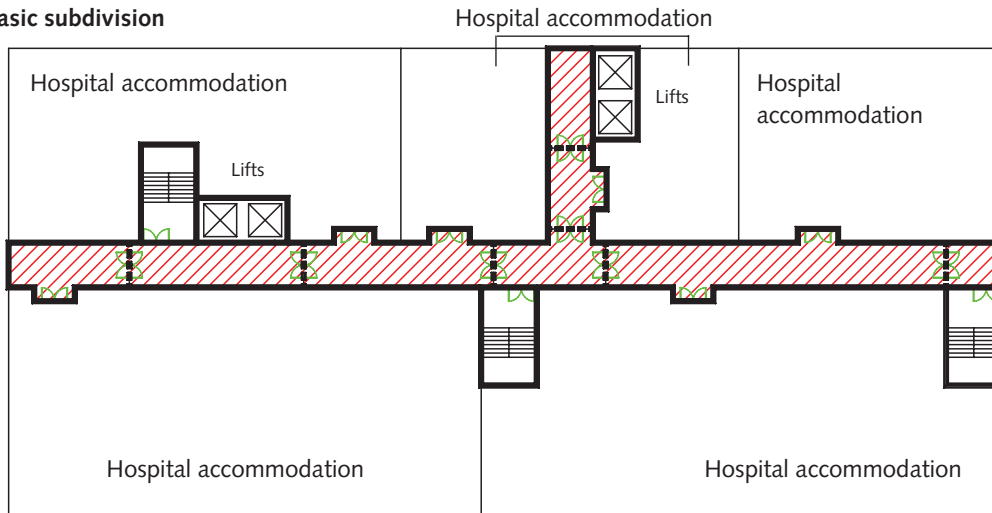 asic subdivision
Hospital accommodation
Hospital accommodation
Lifts
Hospital
accommodation
Lifts
Hospital accommodation
Hospital accommodation